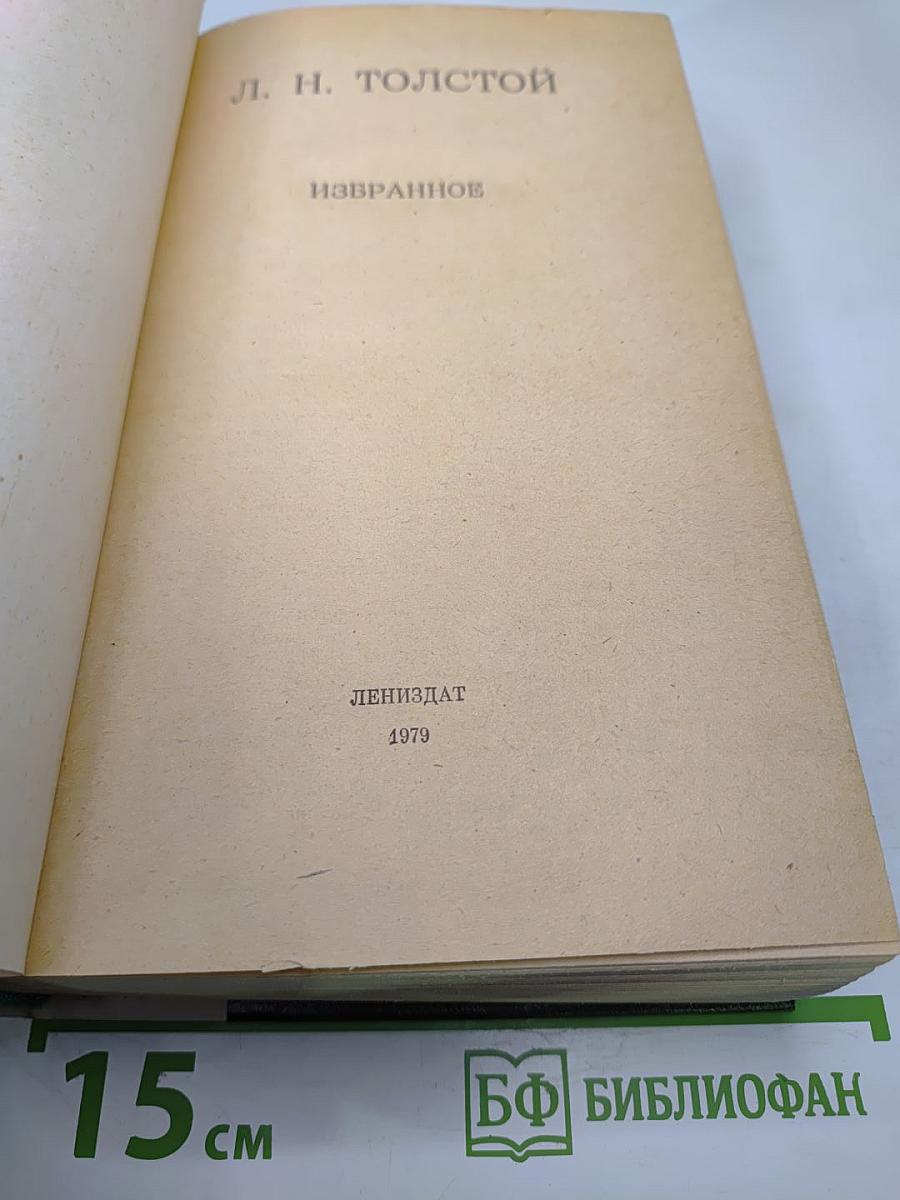 Л. Н. ТОЛСТОЙ
ИЗБРАННОЕ
ЛЕНИЗДАТ
1979
15 см
БФ БИБЛИОФАН